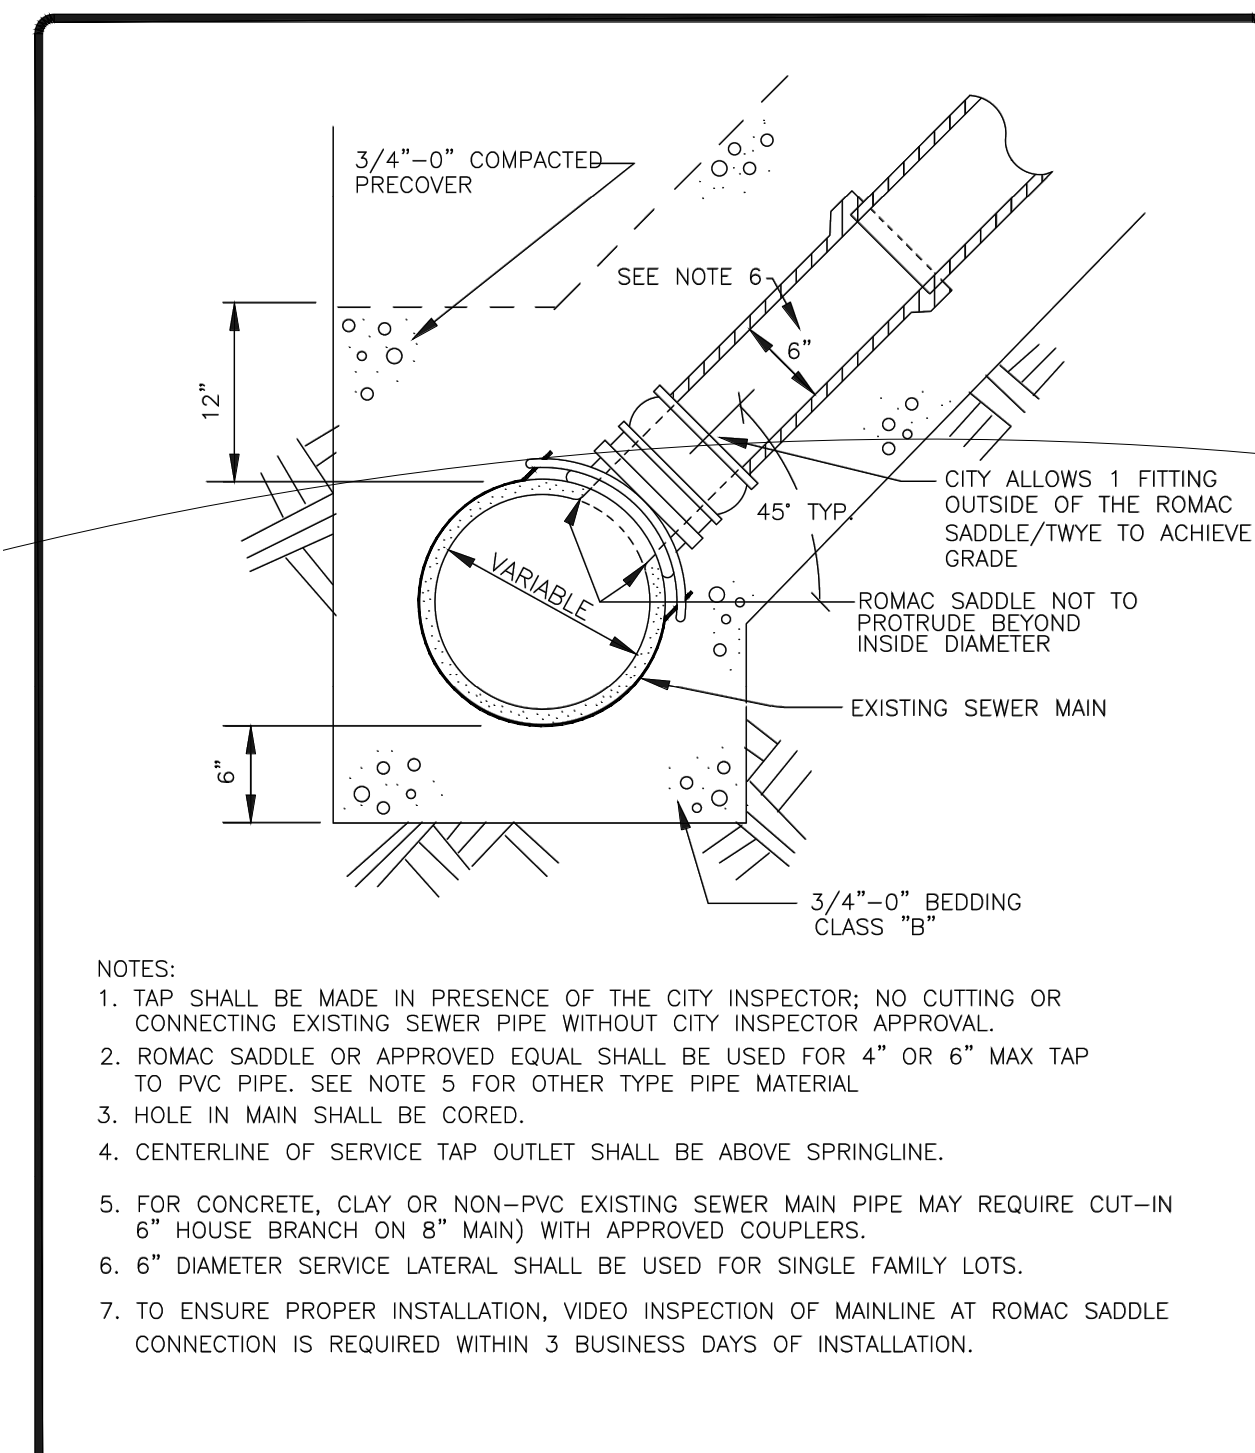 3/4"-0" COMPACTED
PRECOVER
SEE NOTE 6
6"
12"
CITY ALLOWS 1 FITTING
OUTSIDE OF THE ROMAC
SADDLE/TWYE TO ACHIEVE
GRADE
45° TYP.
VARIABLE
ROMAC SADDLE NOT TO
PROTRUDE BEYOND
INSIDE DIAMETER
EXISTING SEWER MAIN
6"
3/4"-0" BEDDING
CLASS "B"
NOTES:
1. TAP SHALL BE MADE IN PRESENCE OF THE CITY INSPECTOR; NO CUTTING OR
CONNECTING EXISTING SEWER PIPE WITHOUT CITY INSPECTOR APPROVAL.
2. ROMAC SADDLE OR APPROVED EQUAL SHALL BE USED FOR 4" OR 6" MAX TAP
TO PVC PIPE. SEE NOTE 5 FOR OTHER TYPE PIPE MATERIAL
3. HOLE IN MAIN SHALL BE CORED.
4. CENTERLINE OF SERVICE TAP OUTLET SHALL BE ABOVE SPRINGLINE.
5. FOR CONCRETE, CLAY OR NON-PVC EXISTING SEWER MAIN PIPE MAY REQUIRE CUT-IN
6" HOUSE BRANCH ON 8" MAIN) WITH APPROVED COUPLERS.
6. 6" DIAMETER SERVICE LATERAL SHALL BE USED FOR SINGLE FAMILY LOTS.
7. TO ENSURE PROPER INSTALLATION, VIDEO INSPECTION OF MAINLINE AT ROMAC SADDLE
CONNECTION IS REQUIRED WITHIN 3 BUSINESS DAYS OF INSTALLATION.